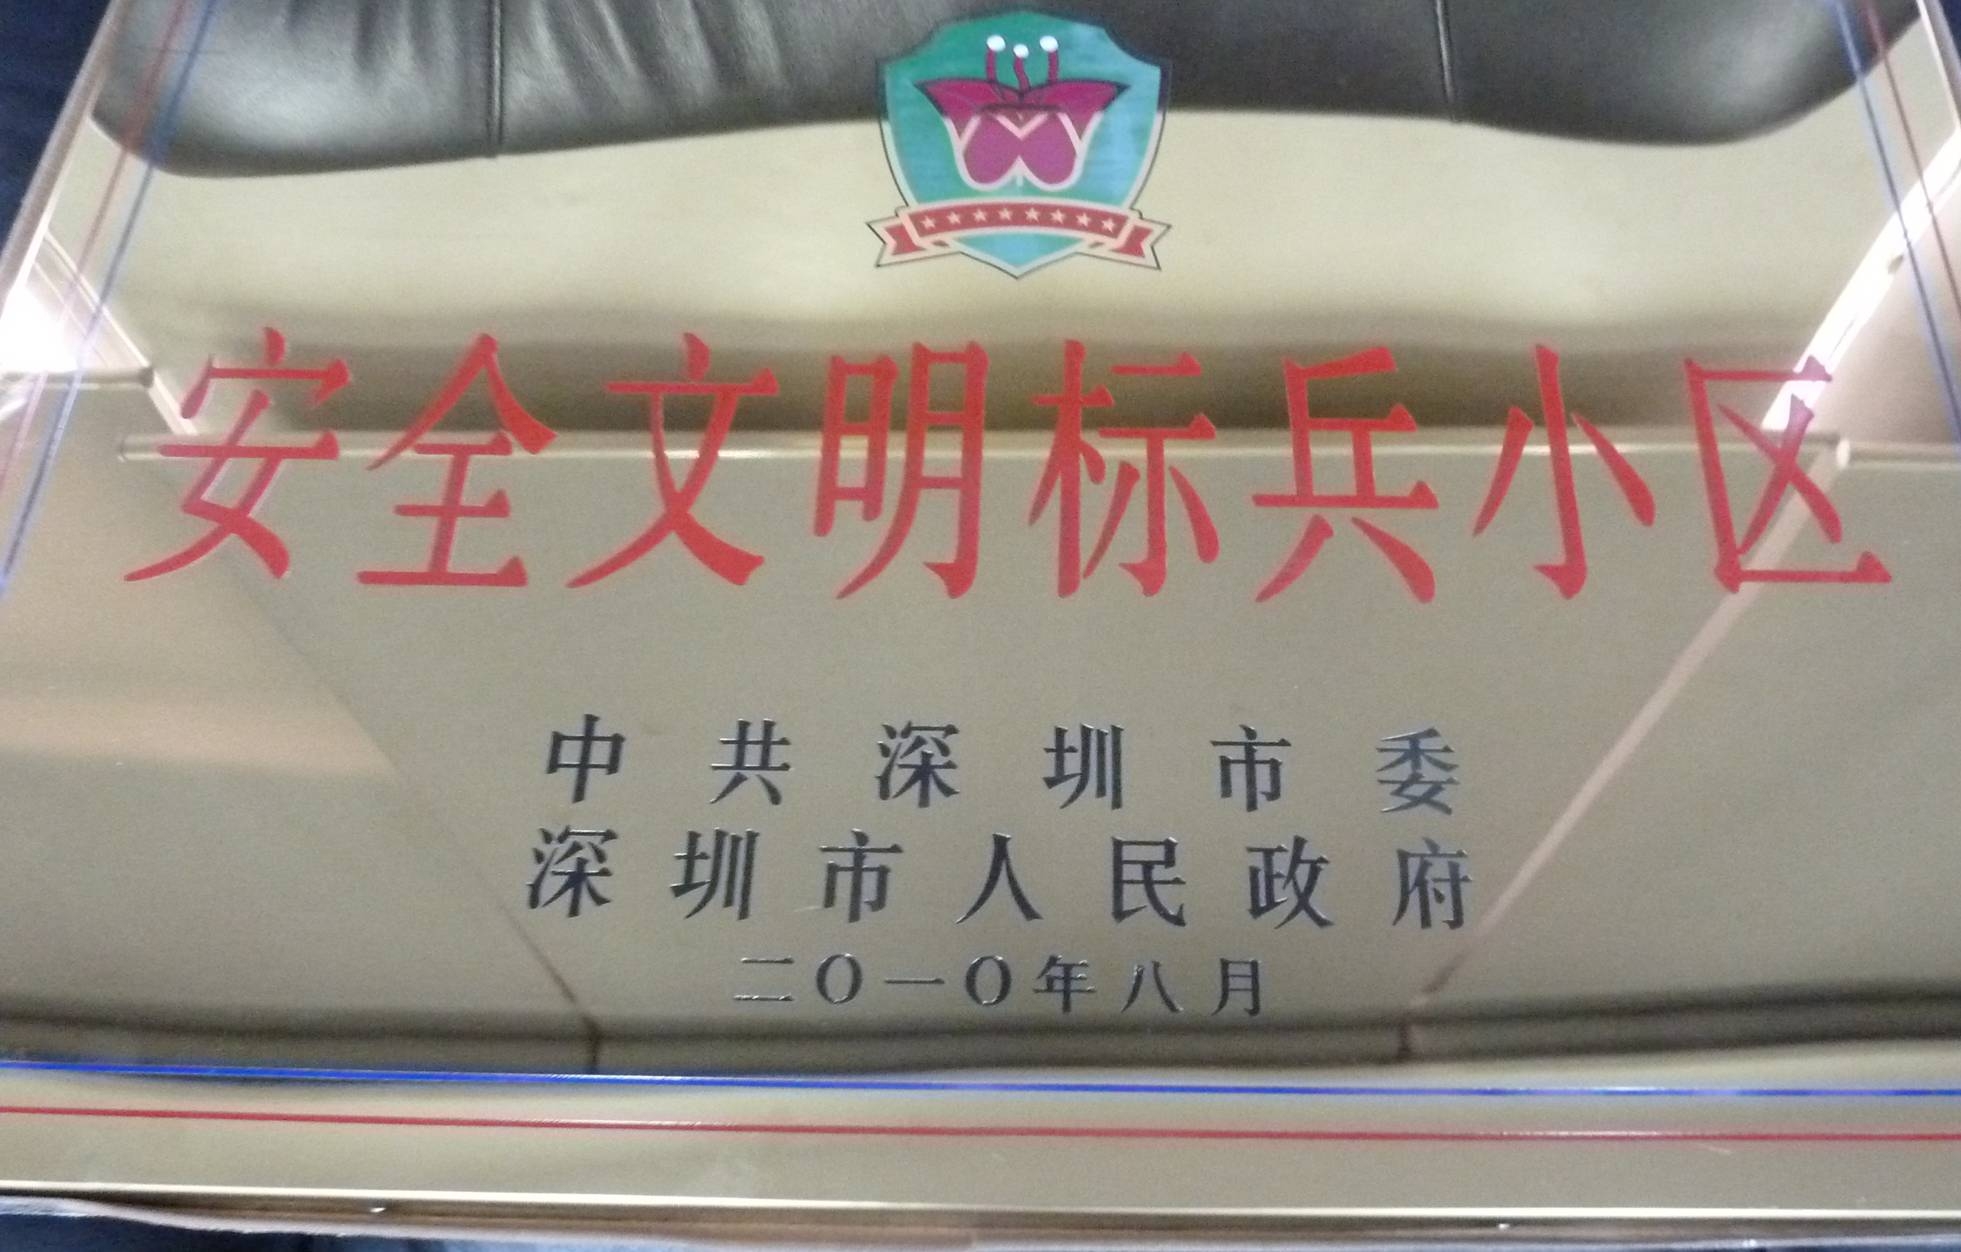 安全文明标兵小区
中共深圳市委
深圳市人民政府
二〇一〇年八月